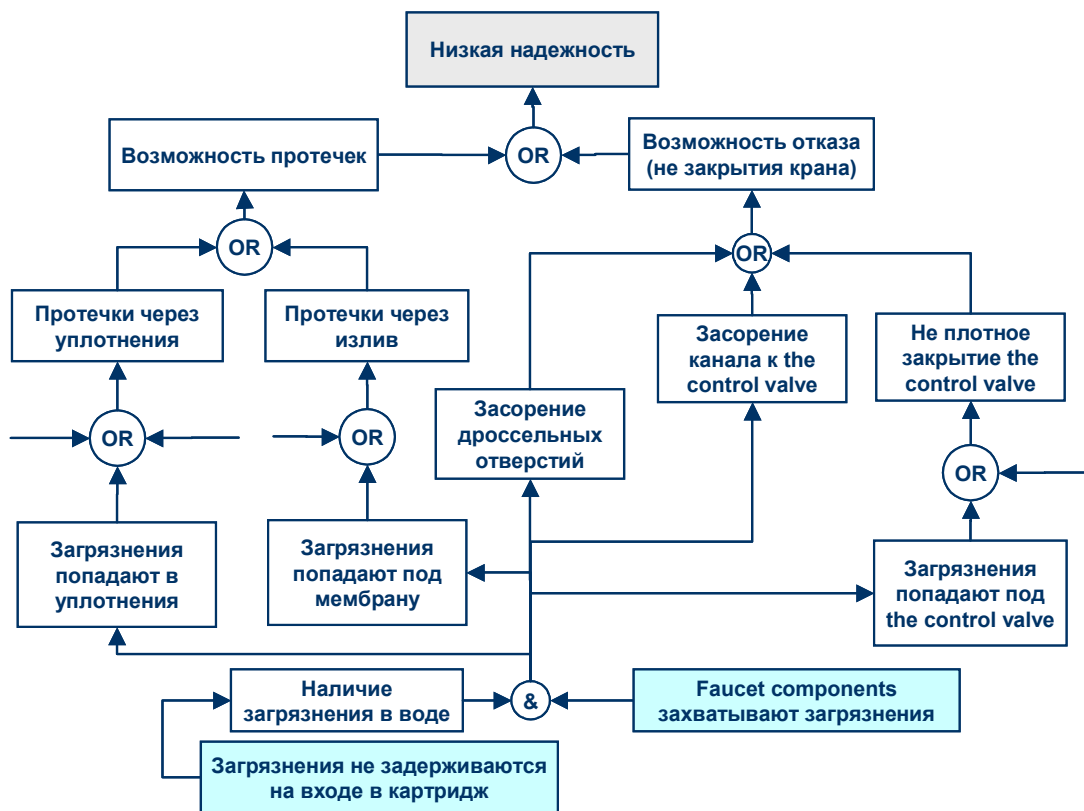 Низкая надежность
Возможность протечек
OR
Возможность отказа
(не закрытия крана)
OR
OR
Протечки через
уплотнения
Протечки через
излив
Засорение
канала к the
control valve
Не плотное
закрытие the
control valve
Засорение
дроссельных
отверстий
OR
OR
OR
Загрязнения
попадают в
уплотнения
Загрязнения
попадают под
мембрану
Загрязнения
попадают под
the control valve
Наличие
загрязнения в воде
&
Faucet components
захватывают загрязнения
Загрязнения не задерживаются
на входе в картридж